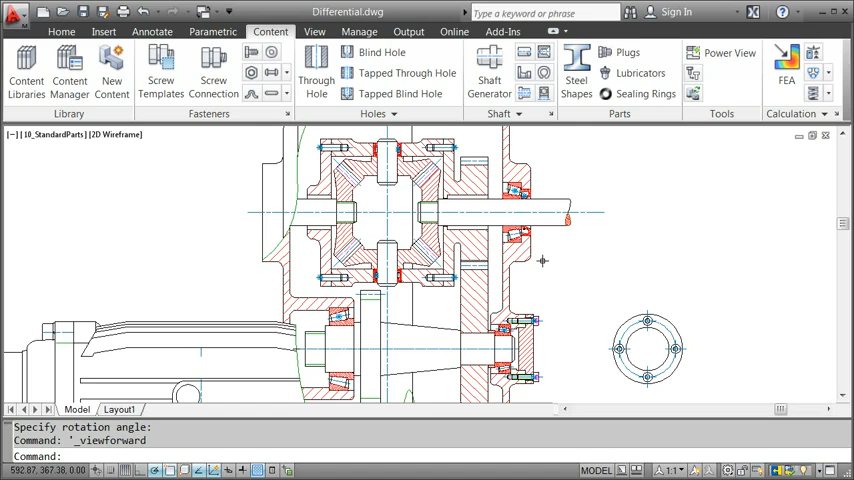 Differential.dwg
Type a keyword or phrase
Sign In
Home Insert Annotate Parametric Content View Manage Output Online Add-Ins
Content Libraries
Content Manager
New Content
Library
Screw Templates
Screw Connection
Fasteners
Through Hole
Blind Hole
Tapped Through Hole
Tapped Blind Hole
Holes
Shaft Generator
Shaft
Steel Shapes
Plugs
Lubricators
Sealing Rings
Parts
Power View
Tools
FEA
Calculation
[−] [10_StandardParts] [2D Wireframe]
Model Layout1
Specify rotation angle:
Command: '_viewforward
Command:
592.87, 367.38, 0.00
MODEL
1:1